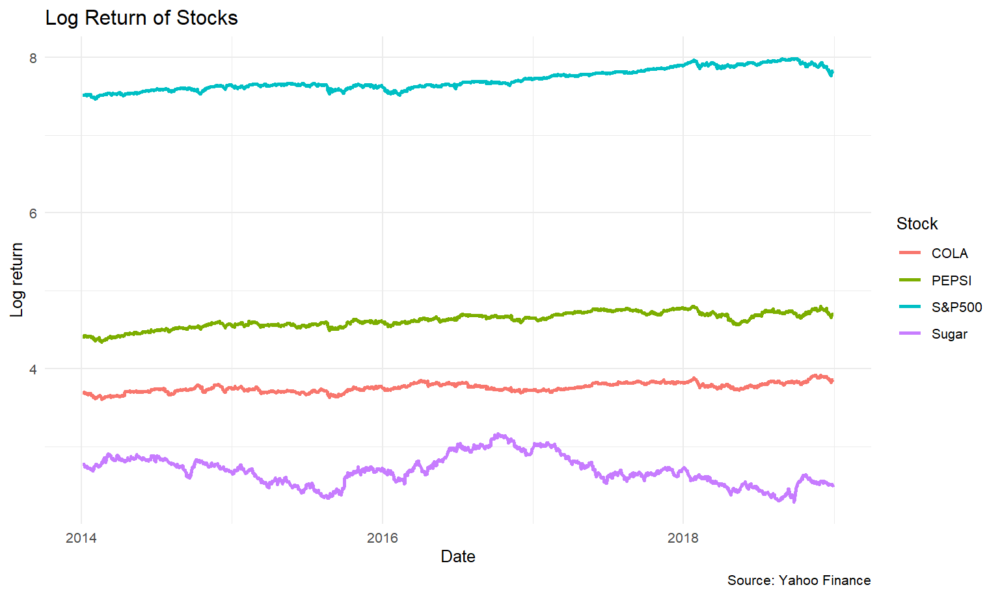 Log Return of Stocks
8
6
4
Log return
2014
2016
2018
Date
Stock
COLA
PEPSI
S&P500
Sugar
Source: Yahoo Finance